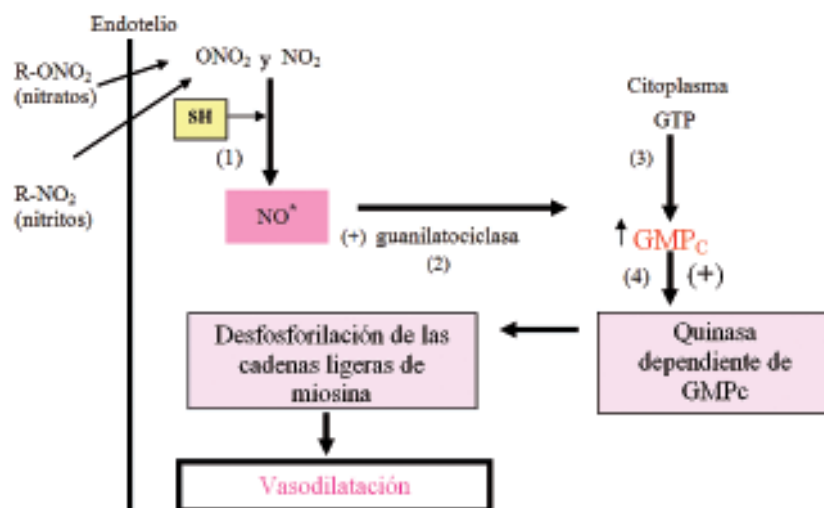 Endotelio
R-ONO₂
(nitratos)
ONO₂ y NO₂
SH
(1)
R-NO₂
(nitritos)
NO*
(+) guanilatociclasa
(2)
Citoplasma
GTP
(3)
↑ GMPc
(4) (+)
Quinasa
dependiente de
GMPc
Desfosforilación de las
cadenas ligeras de
miosina
Vasodilatación